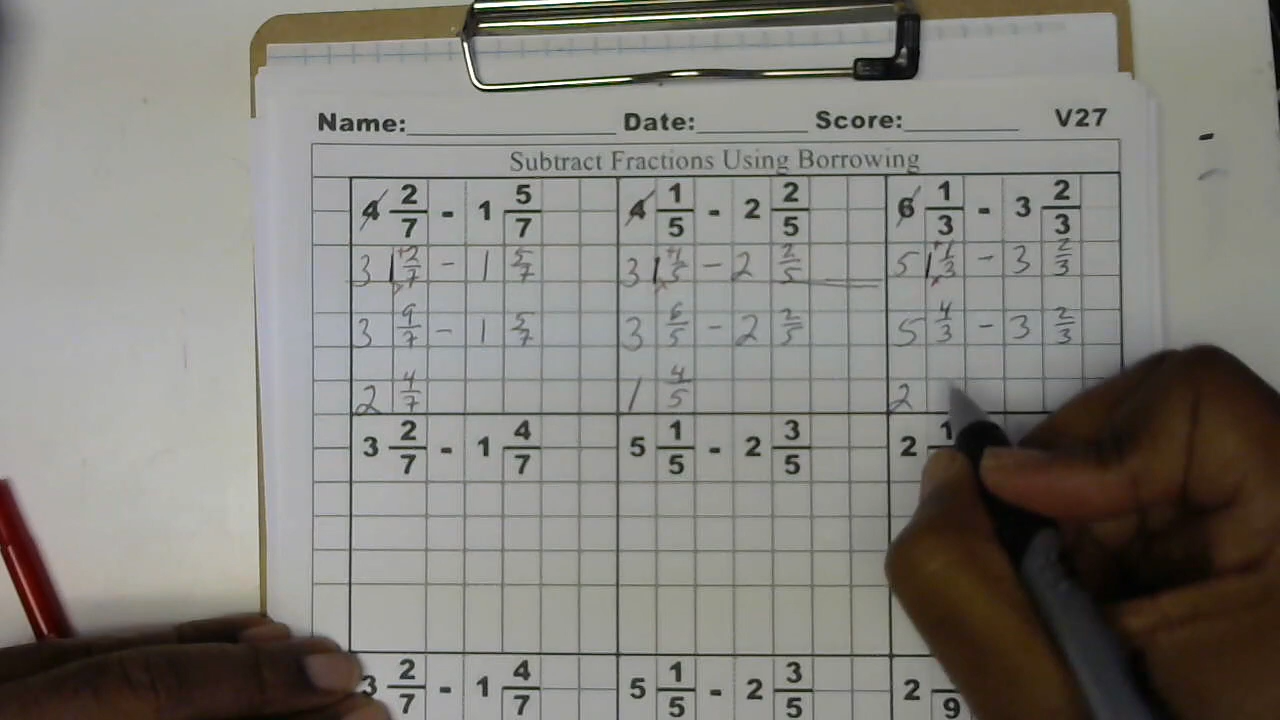 Name: Date: Score: V27
Subtract Fractions Using Borrowing
4 2/7 - 1 5/7 4 1/5 - 2 2/5 6 1/3 - 3 2/3
3 1 +2/7 - 1 5/7 3 1 +1/5 - 2 2/5 5 1 +1/3 - 3 2/3
3 9/7 - 1 5/7 3 6/5 - 2 2/5 5 4/3 - 3 2/3
2 4/7 1 4/5 2
3 2/7 - 1 4/7 5 1/5 - 2 3/5 2 1
3 2/7 - 1 4/7 5 1/5 - 2 3/5 2 /9